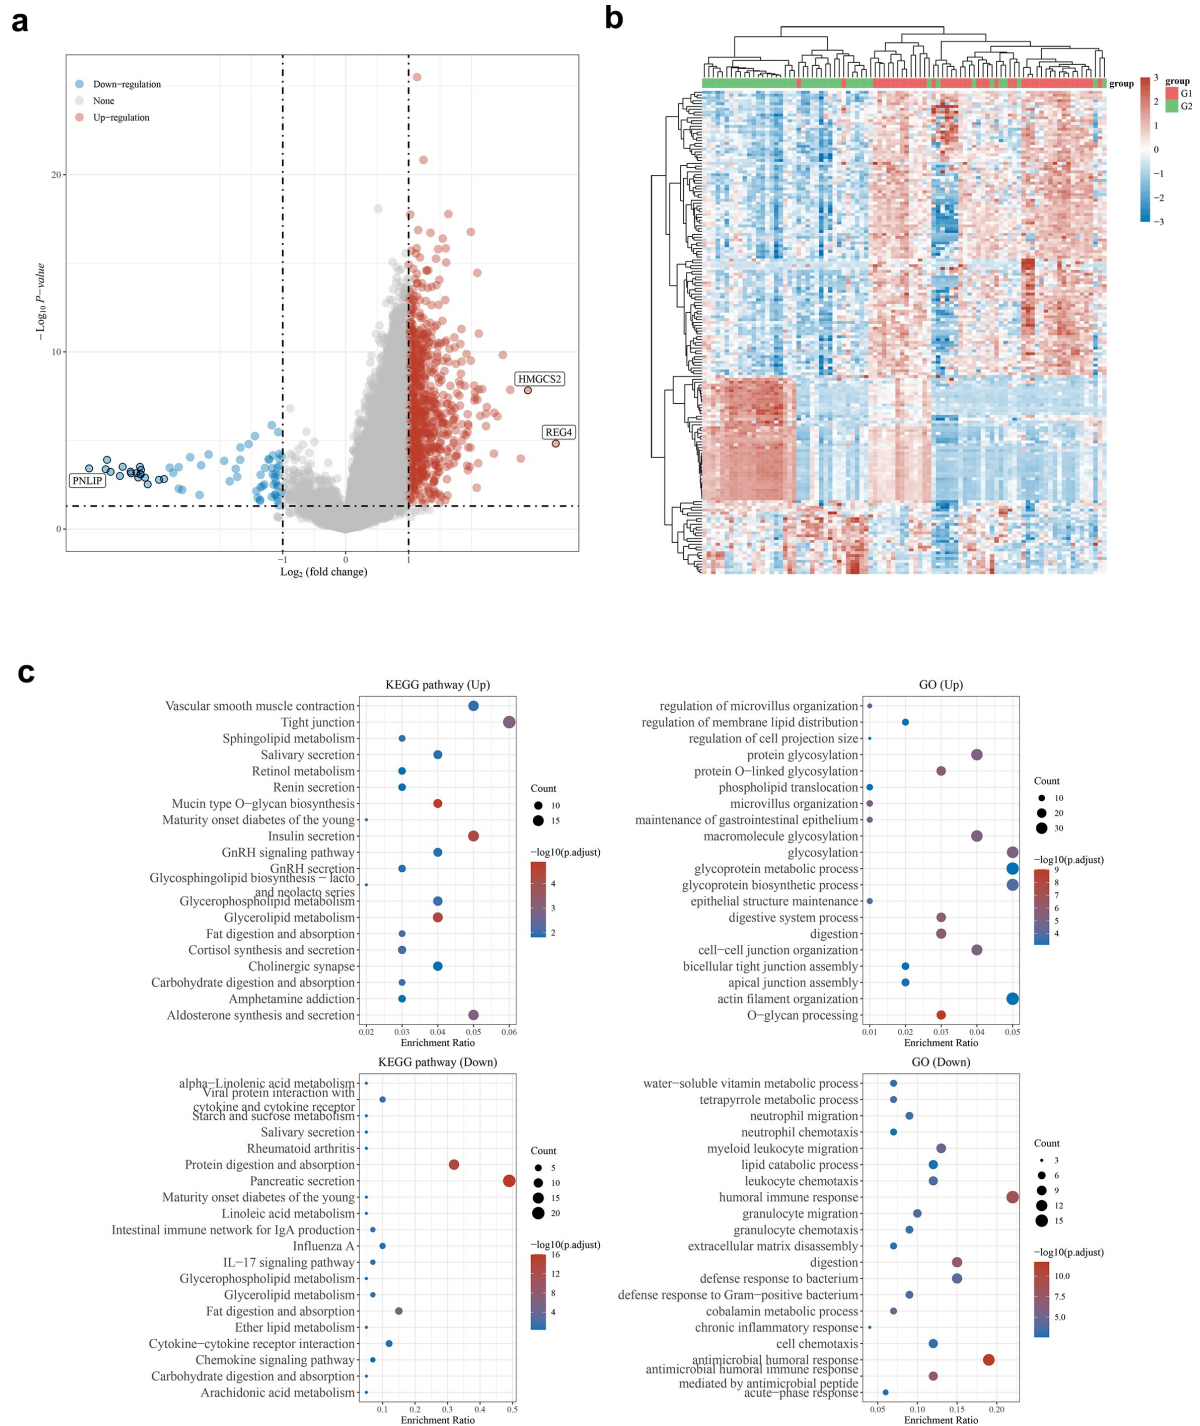 a
Down-regulation
None
Up-regulation
20
10
0
−Log10 P−value
HMGCS2
REG4
PNLIP
−1
0
1
Log2 (fold change)
b
group
3
2
1
0
−1
−2
−3
group
G1
G2
c
KEGG pathway (Up)
Vascular smooth muscle contraction
Tight junction
Sphingolipid metabolism
Salivary secretion
Retinol metabolism
Renin secretion
Mucin type O-glycan biosynthesis
Maturity onset diabetes of the young
Insulin secretion
GnRH signaling pathway
GnRH secretion
Glycosphingolipid biosynthesis − lacto
and neolacto series
Glycerophospholipid metabolism
Glycerolipid metabolism
Fat digestion and absorption
Cortisol synthesis and secretion
Cholinergic synapse
Carbohydrate digestion and absorption
Amphetamine addiction
Aldosterone synthesis and secretion
0.02 0.03 0.04 0.05 0.06
Enrichment Ratio
Count
10
15
−log10(p.adjust)
4
3
2
GO (Up)
regulation of microvillus organization
regulation of membrane lipid distribution
regulation of cell projection size
protein glycosylation
protein O-linked glycosylation
phospholipid translocation
microvillus organization
maintenance of gastrointestinal epithelium
macromolecule glycosylation
glycosylation
glycoprotein metabolic process
glycoprotein biosynthetic process
epithelial structure maintenance
digestive system process
digestion
cell−cell junction organization
bicellular tight junction assembly
apical junction assembly
actin filament organization
O-glycan processing
0.01 0.02 0.03 0.04 0.05
Enrichment Ratio
Count
10
20
30
−log10(p.adjust)
9
8
7
6
5
4
KEGG pathway (Down)
alpha−Linolenic acid metabolism
Viral protein interaction with
cytokine and cytokine receptor
Starch and sucrose metabolism
Salivary secretion
Rheumatoid arthritis
Protein digestion and absorption
Pancreatic secretion
Maturity onset diabetes of the young
Linoleic acid metabolism
Intestinal immune network for IgA production
Influenza A
IL−17 signaling pathway
Glycerophospholipid metabolism
Glycerolipid metabolism
Fat digestion and absorption
Ether lipid metabolism
Cytokine−cytokine receptor interaction
Chemokine signaling pathway
Carbohydrate digestion and absorption
Arachidonic acid metabolism
0.1 0.2 0.3 0.4 0.5
Enrichment Ratio
Count
5
10
15
20
−log10(p.adjust)
16
12
8
4
GO (Down)
water-soluble vitamin metabolic process
tetrapyrrole metabolic process
neutrophil migration
neutrophil chemotaxis
myeloid leukocyte migration
lipid catabolic process
leukocyte chemotaxis
humoral immune response
granulocyte migration
granulocyte chemotaxis
extracellular matrix disassembly
digestion
defense response to bacterium
defense response to Gram-positive bacterium
cobalamin metabolic process
chronic inflammatory response
cell chemotaxis
antimicrobial humoral response
antimicrobial humoral immune response
mediated by antimicrobial peptide
acute−phase response
0.05 0.10 0.15 0.20
Enrichment Ratio
Count
3
6
9
12
15
−log10(p.adjust)
10.0
7.5
5.0